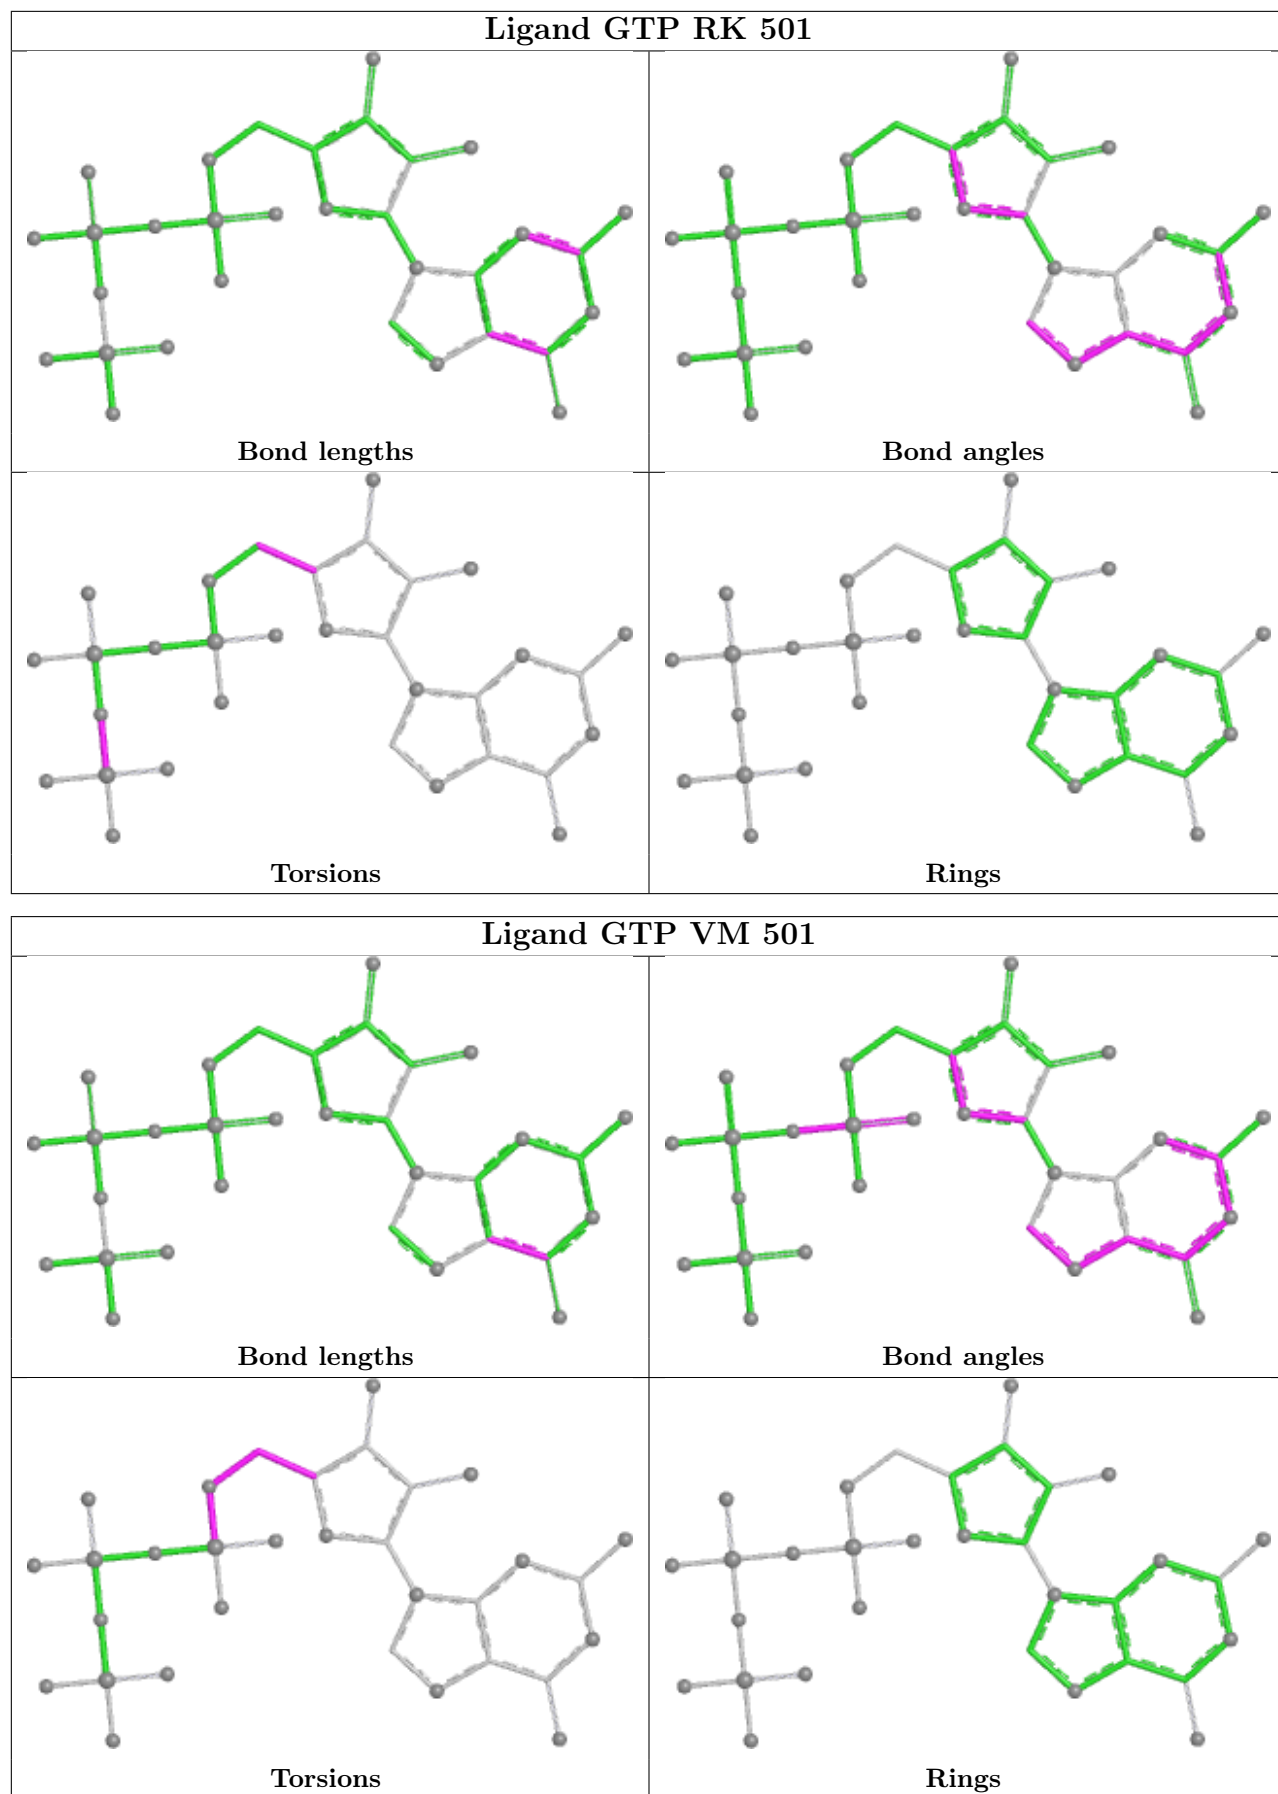 Ligand GTP RK 501
Bond lengths
Bond angles
Torsions
Rings
Ligand GTP VM 501
Bond lengths
Bond angles
Torsions
Rings